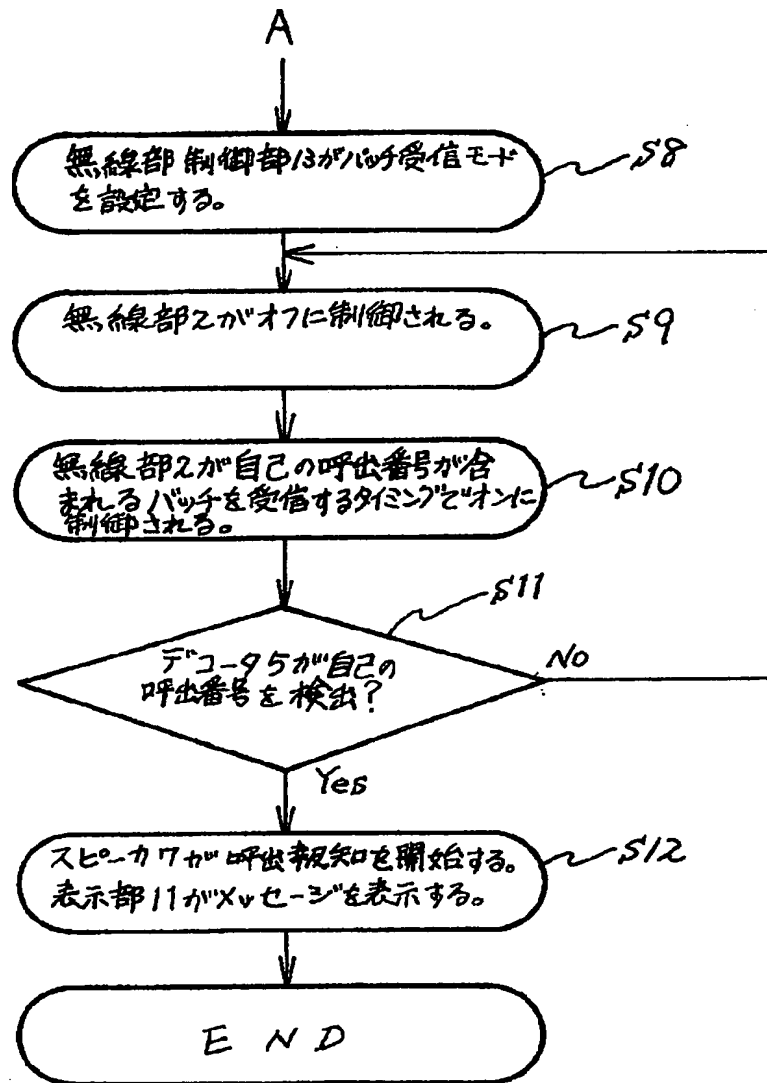 A
無線部制御部13がバッチ受信モード
を設定する。
S8
無線部2がオフに制御される。
S9
無線部2が自己の呼出番号が含
まれるバッチを受信するタイミングでオンに
制御される。
S10
S11
デコータ5が自己の
呼出番号を検出?
No
Yes
スピーカ7が呼出報知を開始する。
表示部11がメッセージを表示する。
S12
END